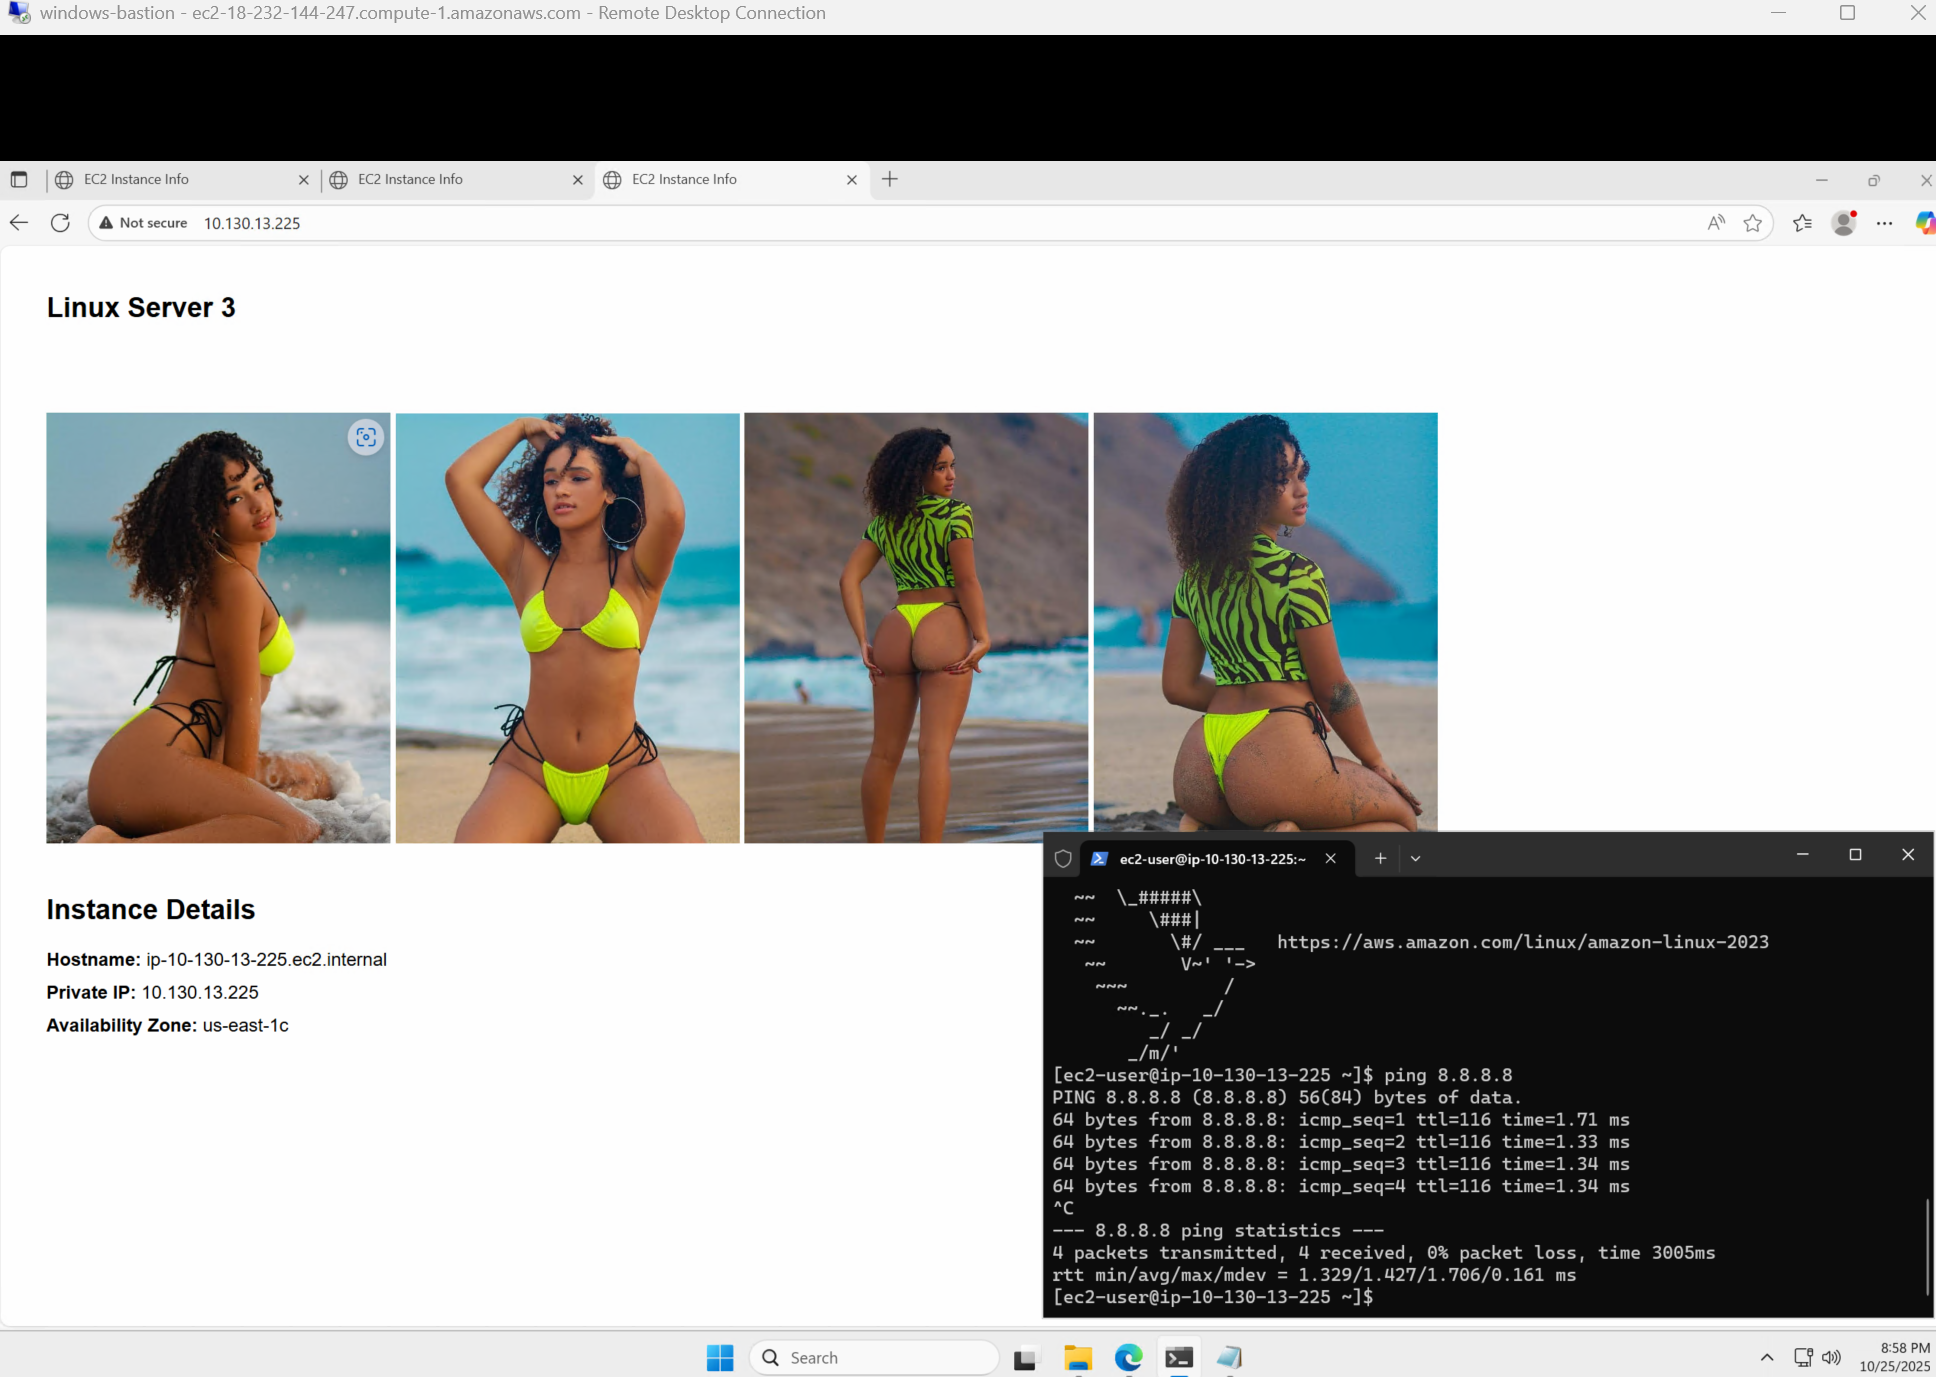 windows-bastion - ec2-18-232-144-247.compute-1.amazonaws.com - Remote Desktop Connection
EC2 Instance Info
EC2 Instance Info
EC2 Instance Info
Not secure 10.130.13.225
Linux Server 3
Instance Details
Hostname: ip-10-130-13-225.ec2.internal
Private IP: 10.130.13.225
Availability Zone: us-east-1c
ec2-user@ip-10-130-13-225:~
~~  \_#####\
~~     \###|
~~       \#/ ___   https://aws.amazon.com/linux/amazon-linux-2023
~~       V~' '->
~~~         /
~~._.   _/
_/ _/
_/m/'
[ec2-user@ip-10-130-13-225 ~]$ ping 8.8.8.8
PING 8.8.8.8 (8.8.8.8) 56(84) bytes of data.
64 bytes from 8.8.8.8: icmp_seq=1 ttl=116 time=1.71 ms
64 bytes from 8.8.8.8: icmp_seq=2 ttl=116 time=1.33 ms
64 bytes from 8.8.8.8: icmp_seq=3 ttl=116 time=1.34 ms
64 bytes from 8.8.8.8: icmp_seq=4 ttl=116 time=1.34 ms
^C
--- 8.8.8.8 ping statistics ---
4 packets transmitted, 4 received, 0% packet loss, time 3005ms
rtt min/avg/max/mdev = 1.329/1.427/1.706/0.161 ms
[ec2-user@ip-10-130-13-225 ~]$
Search
8:58 PM
10/25/2025